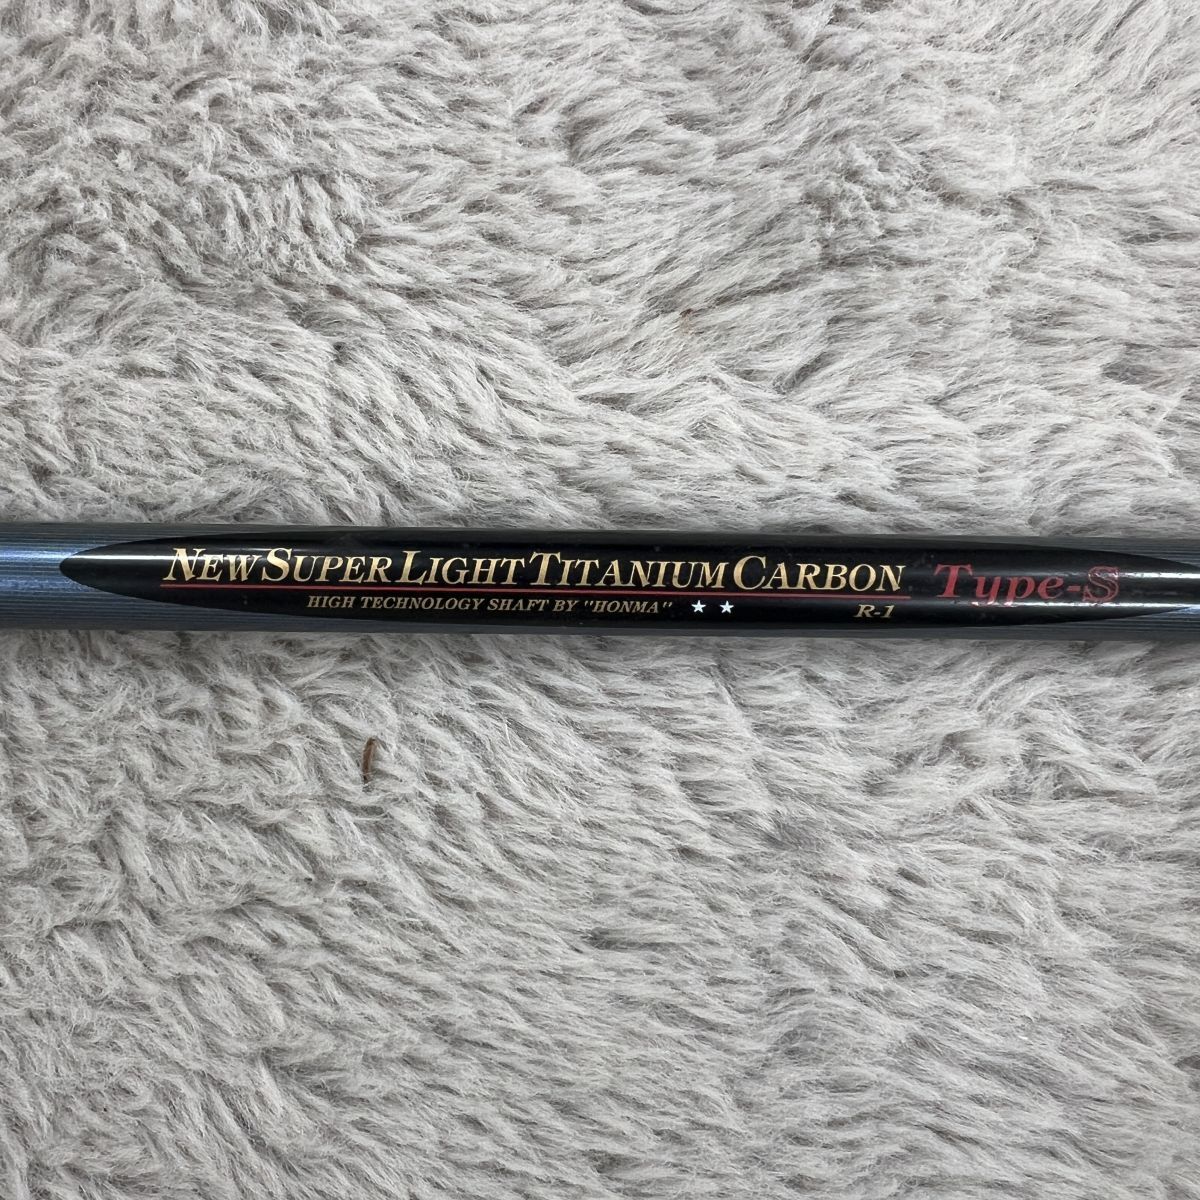 NEW SUPER LIGHT TITANIUM CARBON Type-S
HIGH TECHNOLOGY SHAFT BY "HONMA" ★ ★ R-1